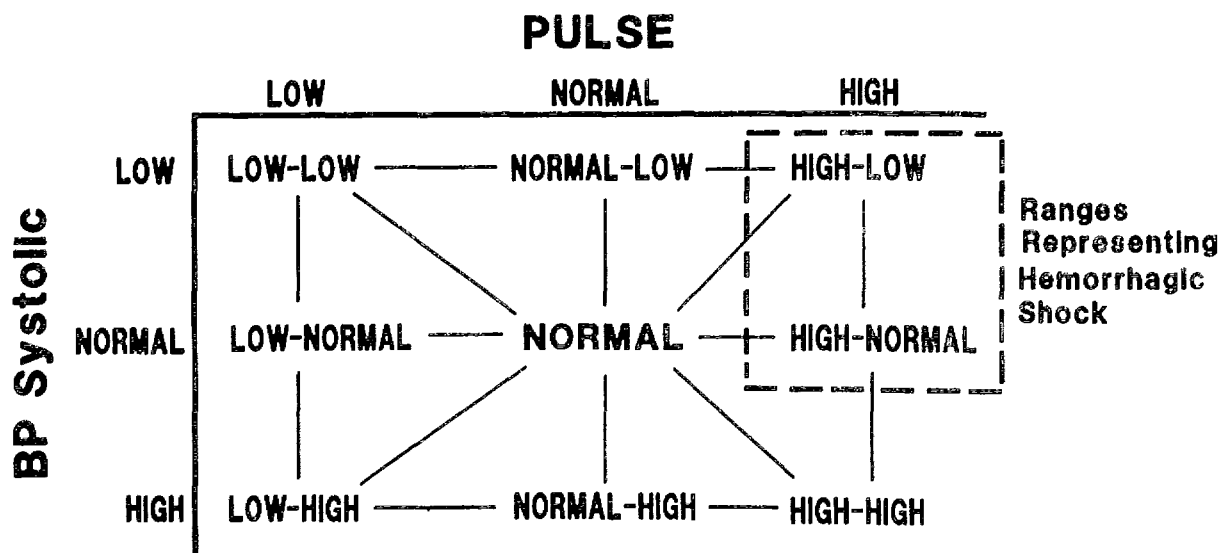 PULSE
LOW NORMAL HIGH
LOW LOW-LOW NORMAL-LOW HIGH-LOW
Ranges
Representing
Hemorrhagic
Shock
BP Systolic
NORMAL LOW-NORMAL NORMAL HIGH-NORMAL
HIGH LOW-HIGH NORMAL-HIGH HIGH-HIGH